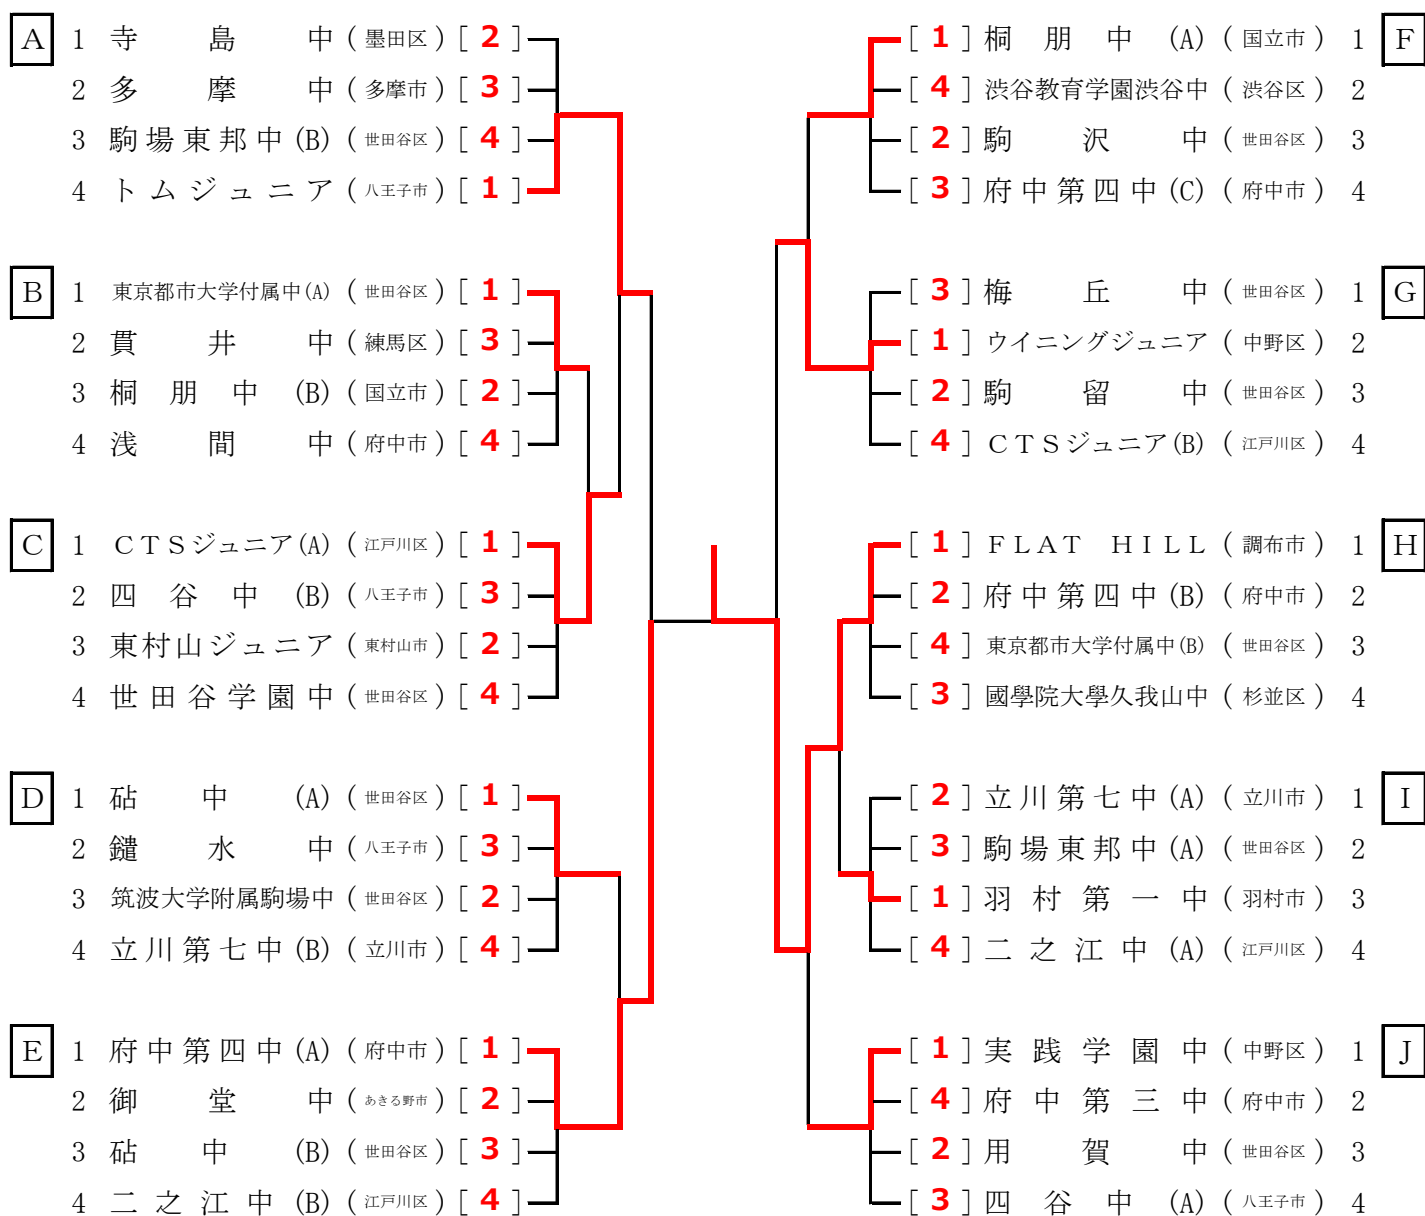 A 1 寺島中 (墨田区) [ 2 ]
2 多摩中 (多摩市) [ 3 ]
3 駒場東邦中(B) (世田谷区) [ 4 ]
4 トムジュニア (八王子市) [ 1 ]
B 1 東京都市大学付属中(A) (世田谷区) [ 1 ]
2 貫井中 (練馬区) [ 3 ]
3 桐朋中(B) (国立市) [ 2 ]
4 浅間中 (府中市) [ 4 ]
C 1 CTSジュニア(A) (江戸川区) [ 1 ]
2 四谷中(B) (八王子市) [ 3 ]
3 東村山ジュニア (東村山市) [ 2 ]
4 世田谷学園中 (世田谷区) [ 4 ]
D 1 砧中(A) (世田谷区) [ 1 ]
2 鑓水中 (八王子市) [ 3 ]
3 筑波大学附属駒場中 (世田谷区) [ 2 ]
4 立川第七中(B) (立川市) [ 4 ]
E 1 府中第四中(A) (府中市) [ 1 ]
2 御堂中 (あきる野市) [ 2 ]
3 砧中(B) (世田谷区) [ 3 ]
4 二之江中(B) (江戸川区) [ 4 ]
[ 1 ] 桐朋中(A) (国立市) 1 F
[ 4 ] 渋谷教育学園渋谷中 (渋谷区) 2
[ 2 ] 駒沢中 (世田谷区) 3
[ 3 ] 府中第四中(C) (府中市) 4
[ 3 ] 梅丘中 (世田谷区) 1 G
[ 1 ] ウイニングジュニア (中野区) 2
[ 2 ] 駒留中 (世田谷区) 3
[ 4 ] CTSジュニア(B) (江戸川区) 4
[ 1 ] FLAT HILL (調布市) 1 H
[ 2 ] 府中第四中(B) (府中市) 2
[ 4 ] 東京都市大学付属中(B) (世田谷区) 3
[ 3 ] 國學院大學久我山中 (杉並区) 4
[ 2 ] 立川第七中(A) (立川市) 1 I
[ 3 ] 駒場東邦中(A) (世田谷区) 2
[ 1 ] 羽村第一中 (羽村市) 3
[ 4 ] 二之江中(A) (江戸川区) 4
[ 1 ] 実践学園中 (中野区) 1 J
[ 4 ] 府中第三中 (府中市) 2
[ 2 ] 用賀中 (世田谷区) 3
[ 3 ] 四谷中(A) (八王子市) 4